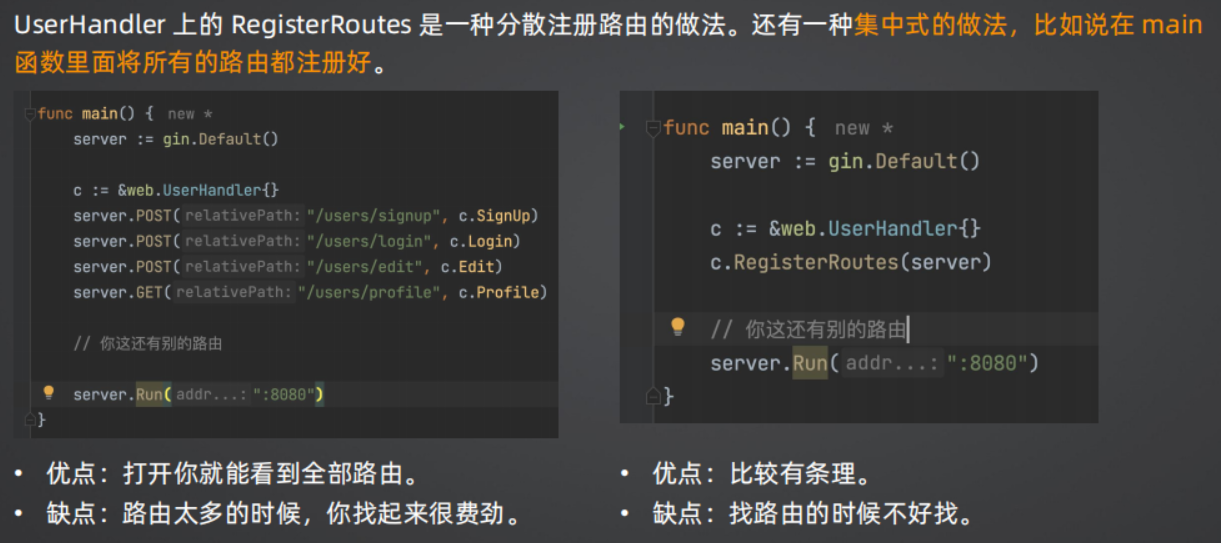 UserHandler 上的 RegisterRoutes 是一种分散注册路由的做法。还有一种集中式的做法，比如说在 main
函数里面将所有的路由都注册好。
func main() { new *
server := gin.Default()
c := &web.UserHandler{}
server.POST( relativePath: "/users/signup", c.SignUp)
server.POST( relativePath: "/users/login", c.Login)
server.POST( relativePath: "/users/edit", c.Edit)
server.GET( relativePath: "/users/profile", c.Profile)
// 你这还有别的路由
server.Run( addr...: ":8080")
}
• 优点：打开你就能看到全部路由。
• 缺点：路由太多的时候，你找起来很费劲。
func main() { new *
server := gin.Default()
c := &web.UserHandler{}
c.RegisterRoutes(server)
// 你这还有别的路由
server.Run( addr...: ":8080")
}
• 优点：比较有条理。
• 缺点：找路由的时候不好找。